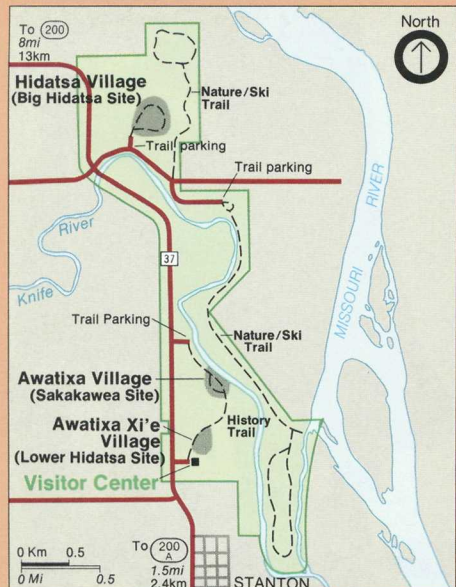 To 200
8mi
13km
North
Hidatsa Village
(Big Hidatsa Site)
Nature/Ski
Trail
Trail parking
Trail parking
River
Knife
MISSOURI
RIVER
37
Trail Parking
Nature/Ski
Trail
Awatixa Village
(Sakakawea Site)
Awatixa Xi'e
Village
(Lower Hidatsa Site)
History
Trail
Visitor Center
0 Km 0.5
0 Mi 0.5
To 200
A
1.5mi
2.4km
STANTON